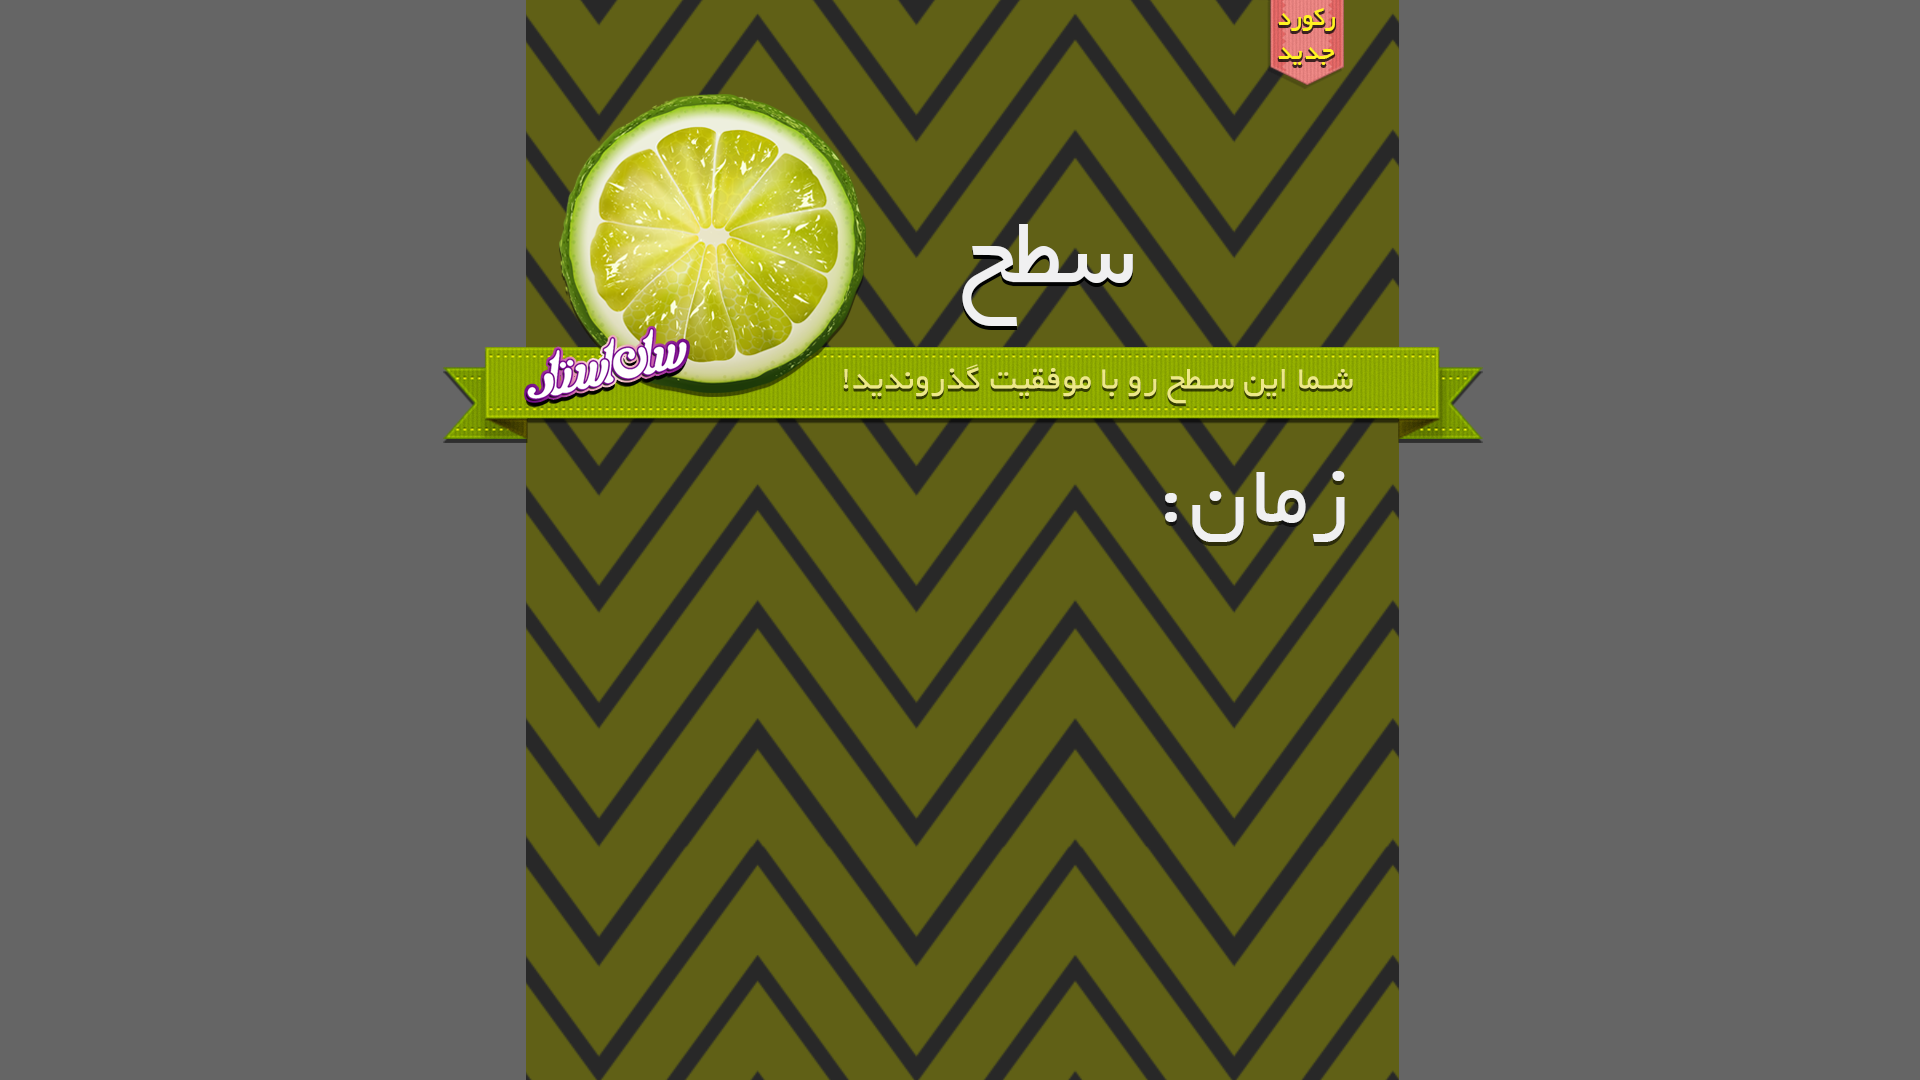 رکورد
جدید
سطح
سان استار
شما این سطح رو با موفقیت گذروندید!
زمان: